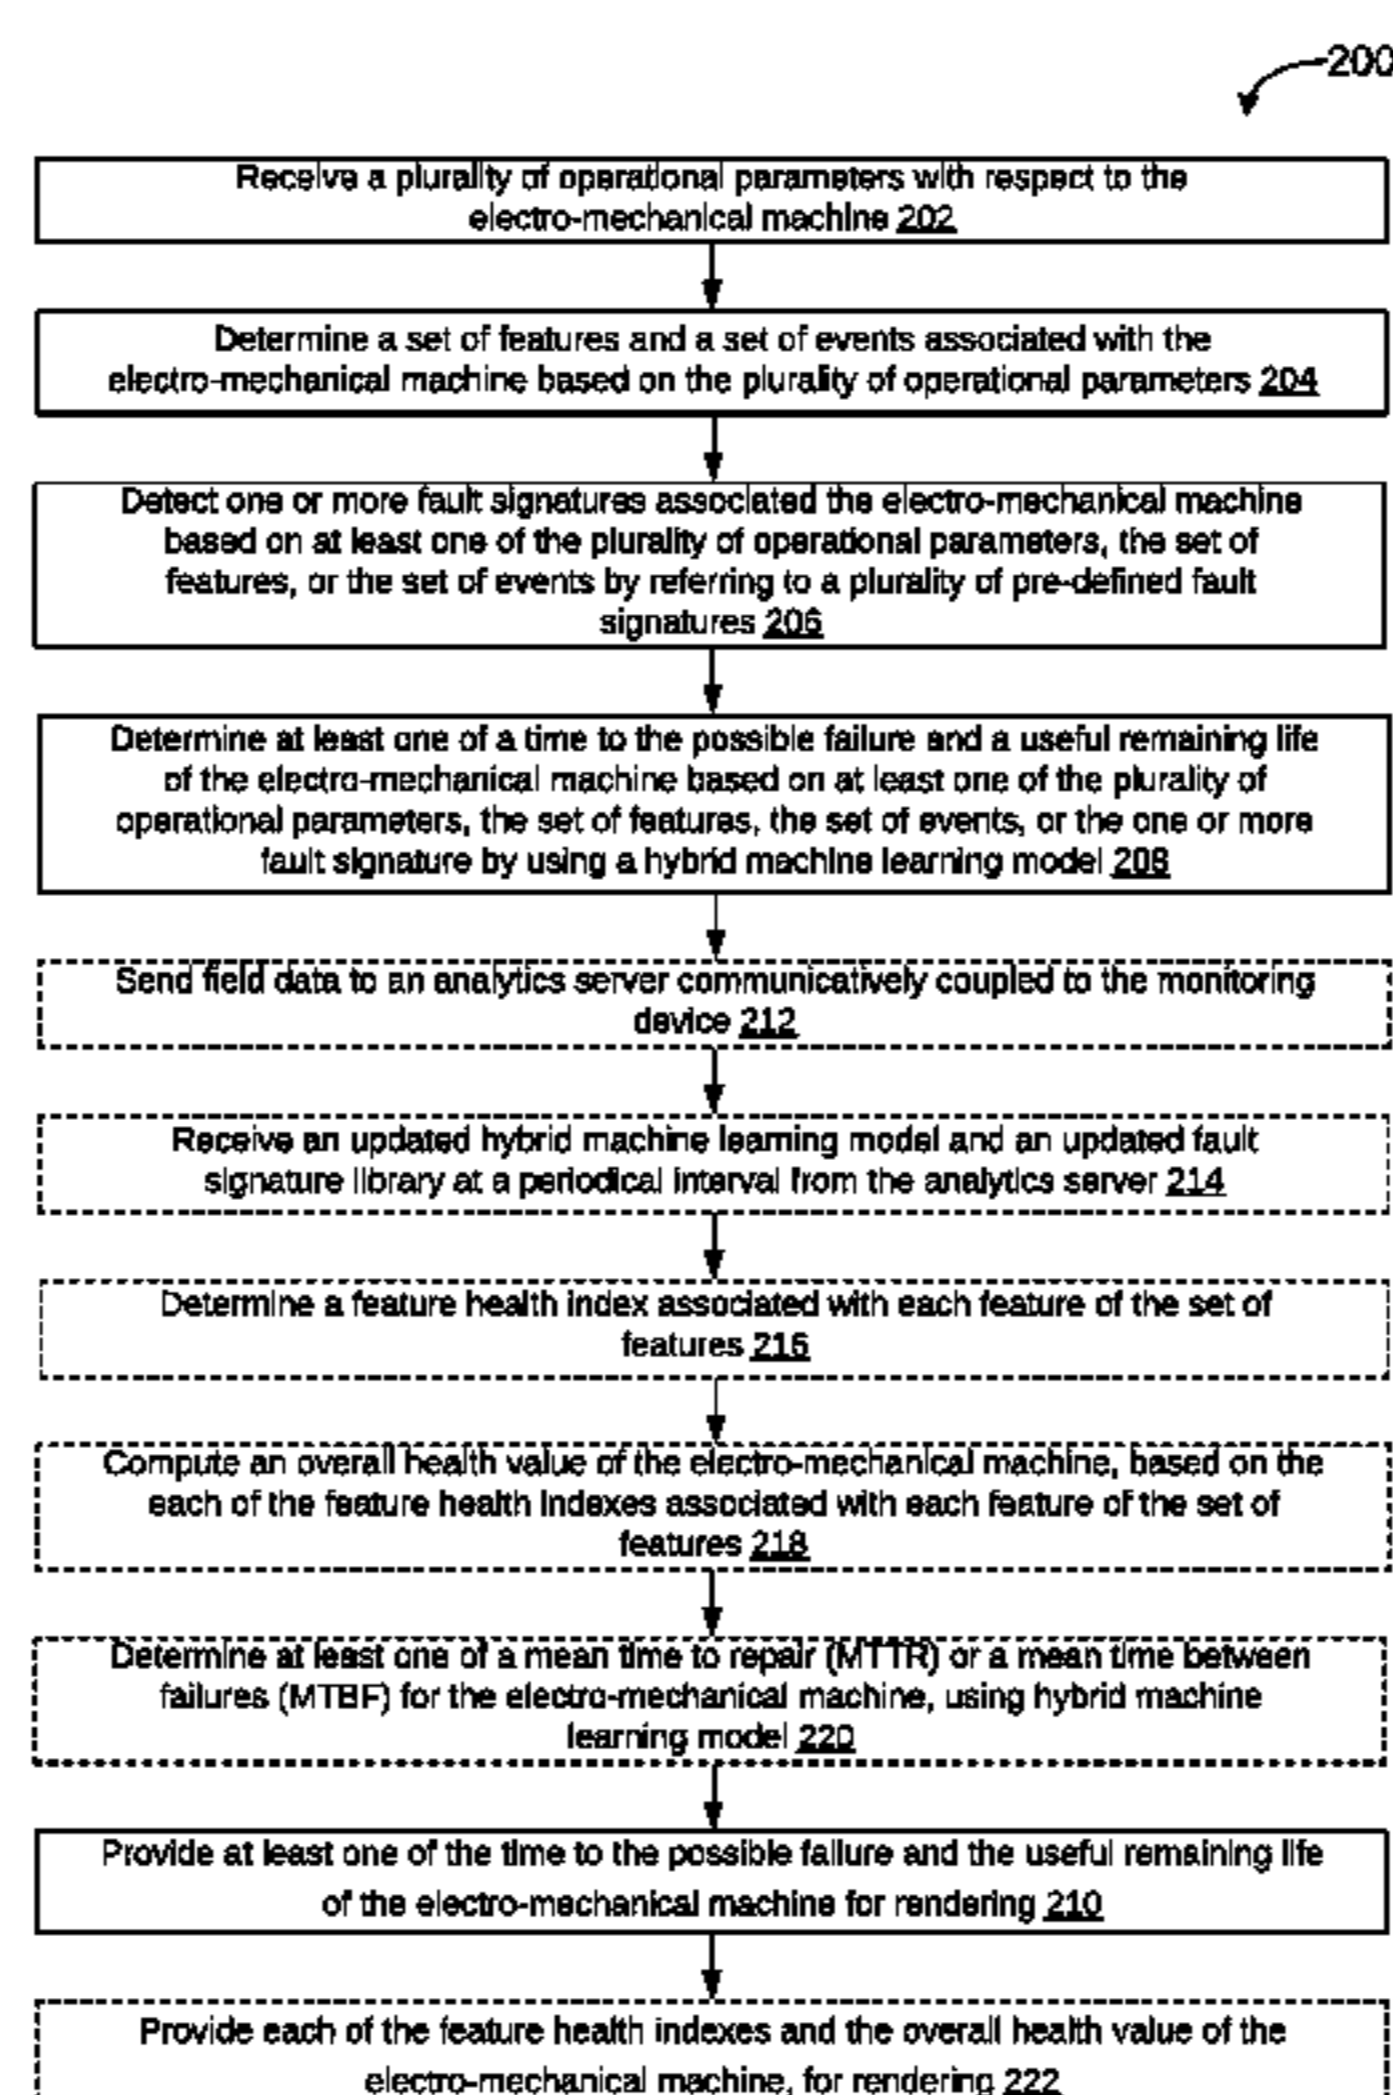 200
Receive a plurality of operational parameters with respect to the
electro-mechanical machine 202
Determine a set of features and a set of events associated with the
electro-mechanical machine based on the plurality of operational parameters 204
Detect one or more fault signatures associated the electro-mechanical machine
based on at least one of the plurality of operational parameters, the set of
features, or the set of events by referring to a plurality of pre-defined fault
signatures 206
Determine at least one of a time to the possible failure and a useful remaining life
of the electro-mechanical machine based on at least one of the plurality of
operational parameters, the set of features, the set of events, or the one or more
fault signature by using a hybrid machine learning model 208
Send field data to an analytics server communicatively coupled to the monitoring
device 212
Receive an updated hybrid machine learning model and an updated fault
signature library at a periodical interval from the analytics server 214
Determine a feature health index associated with each feature of the set of
features 216
Compute an overall health value of the electro-mechanical machine, based on the
each of the feature health indexes associated with each feature of the set of
features 218
Determine at least one of a mean time to repair (MTTR) or a mean time between
failures (MTBF) for the electro-mechanical machine, using hybrid machine
learning model 220
Provide at least one of the time to the possible failure and the useful remaining life
of the electro-mechanical machine for rendering 210
Provide each of the feature health indexes and the overall health value of the
electro-mechanical machine, for rendering 222